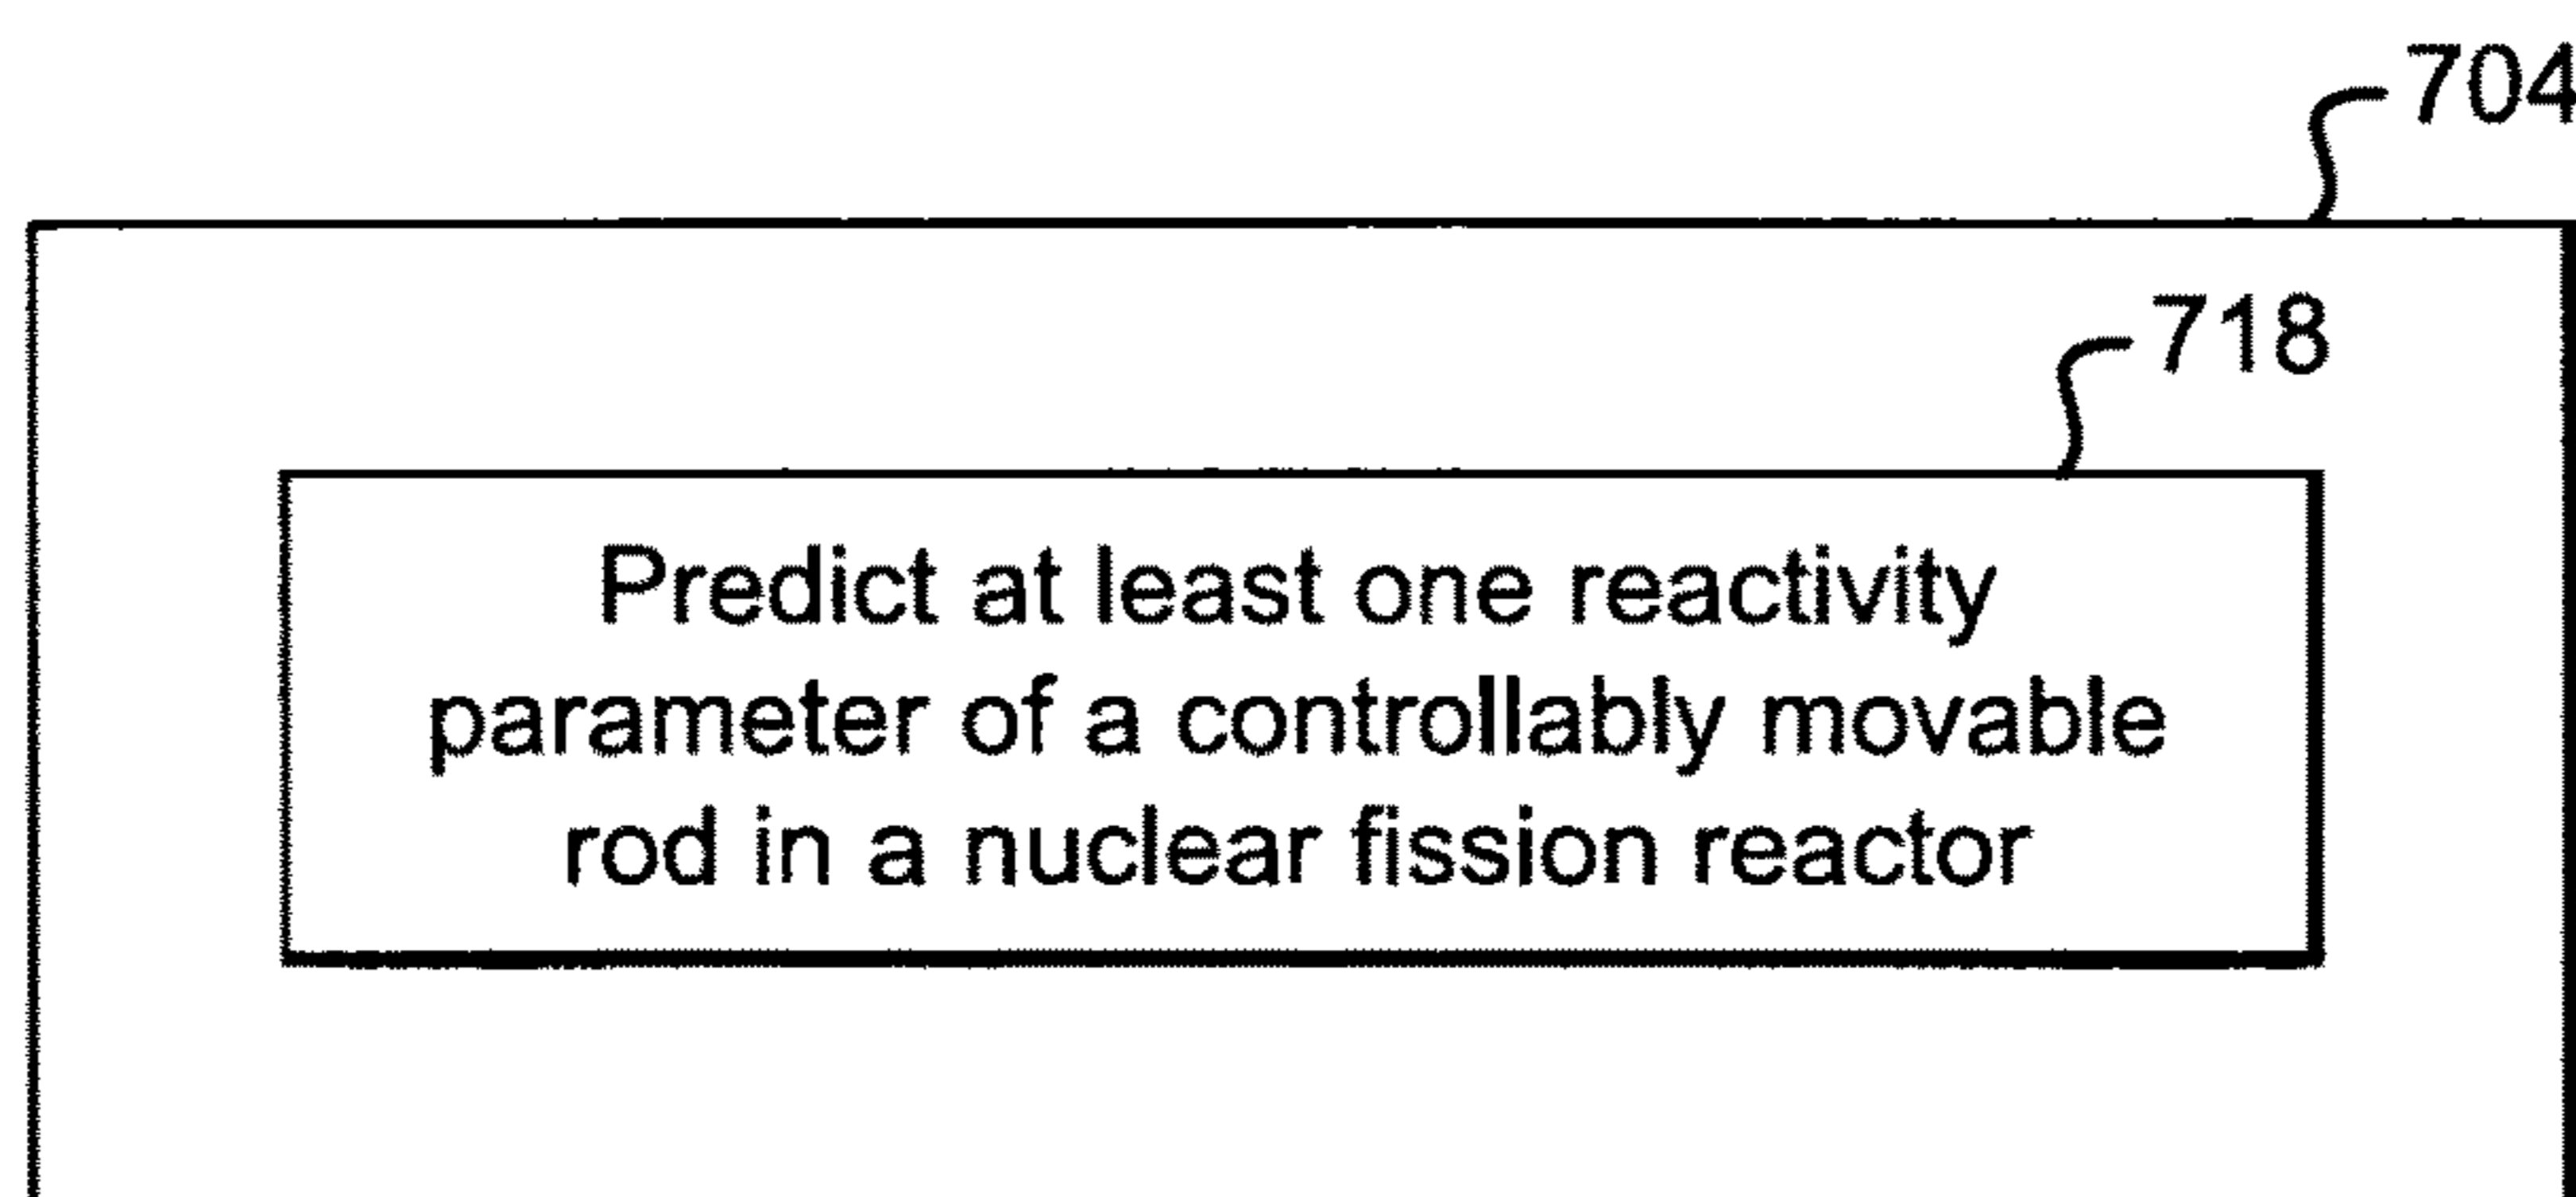 704
718
Predict at least one reactivity
parameter of a controllably movable
rod in a nuclear fission reactor